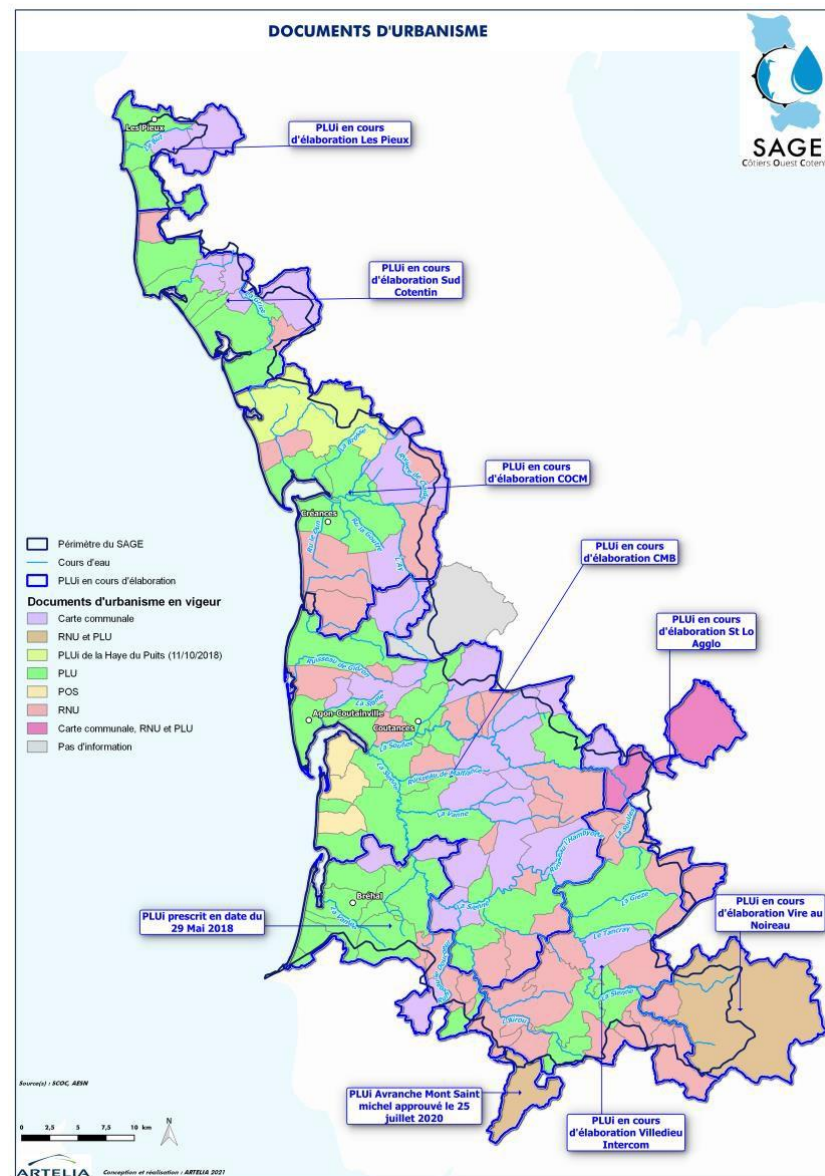 DOCUMENTS D'URBANISME
SAGE
Côtiers Ouest Cotent
Les Pieux
PLUi en cours
d'élaboration Les Pieux
PLUi en cours
d'élaboration Sud
Cotentin
PLUi en cours
d'élaboration COCM
Créances
PLUi en cours
d'élaboration CMB
PLUi en cours
d'élaboration St Lo
Agglo
Périmètre du SAGE
Cours d'eau
PLUi en cours d'élaboration
Documents d'urbanisme en vigueur
Carte communale
RNU et PLU
PLUi de la Haye du Puits (11/10/2018)
PLU
POS
RNU
Carte communale, RNU et PLU
Pas d'information
L'Ay
La Soulles
Agon-Coutainville
Coutances
La Sienne
La Vanne
Bréhal
La Sienne
PLUi prescrit en date du
29 Mai 2018
PLUi en cours
d'élaboration Vire au
Noireau
Le Tancray
La Sienne
L'Airou
PLUi Avranche Mont Saint
michel approuvé le 25
juillet 2020
PLUi en cours
d'élaboration Villedieu
Intercom
Source(s) : SCOC, AESN
N
0 2,5 5 7,5 10 km
ARTELIA
Conception et réalisation : ARTELIA 2021